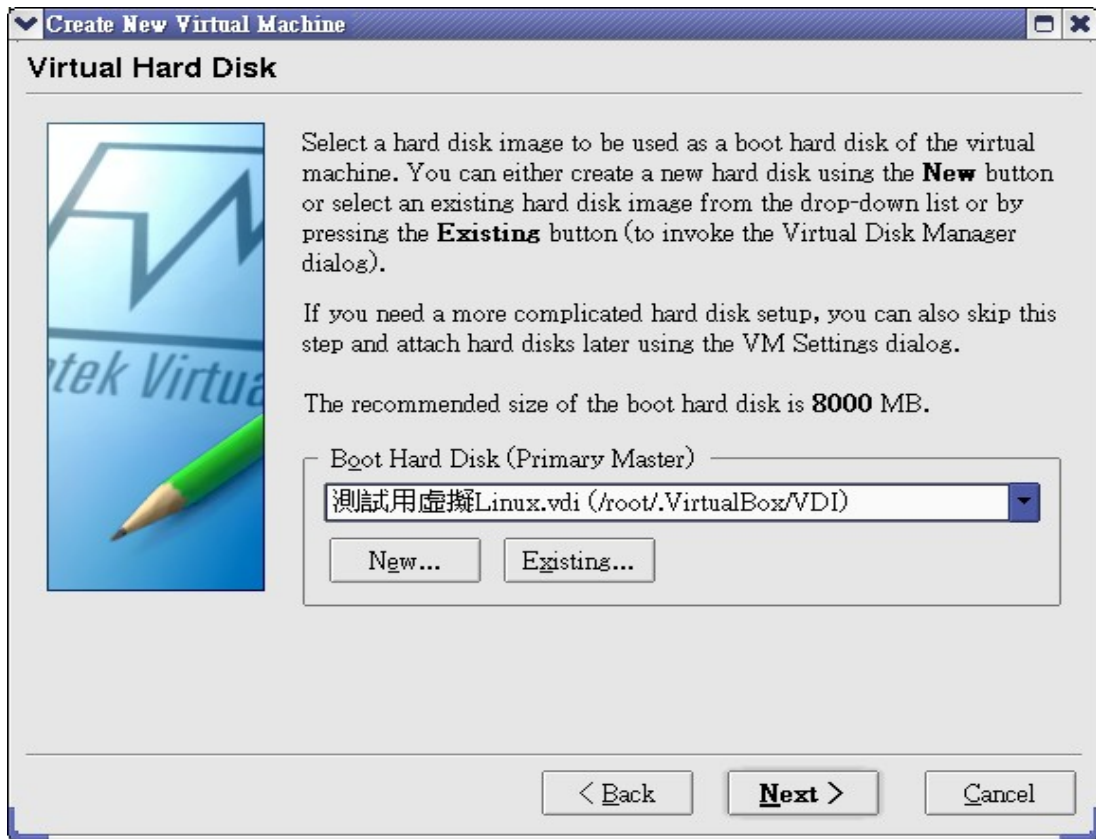 Create New Virtual Machine
Virtual Hard Disk
Select a hard disk image to be used as a boot hard disk of the virtual
machine. You can either create a new hard disk using the New button
or select an existing hard disk image from the drop-down list or by
pressing the Existing button (to invoke the Virtual Disk Manager
dialog).
If you need a more complicated hard disk setup, you can also skip this
step and attach hard disks later using the VM Settings dialog.
tek Virtua
The recommended size of the boot hard disk is 8000 MB.
Boot Hard Disk (Primary Master)
測試用虛擬Linux.vdi (/root/.VirtualBox/VDI)
New...
Existing...
< Back
Next >
Cancel